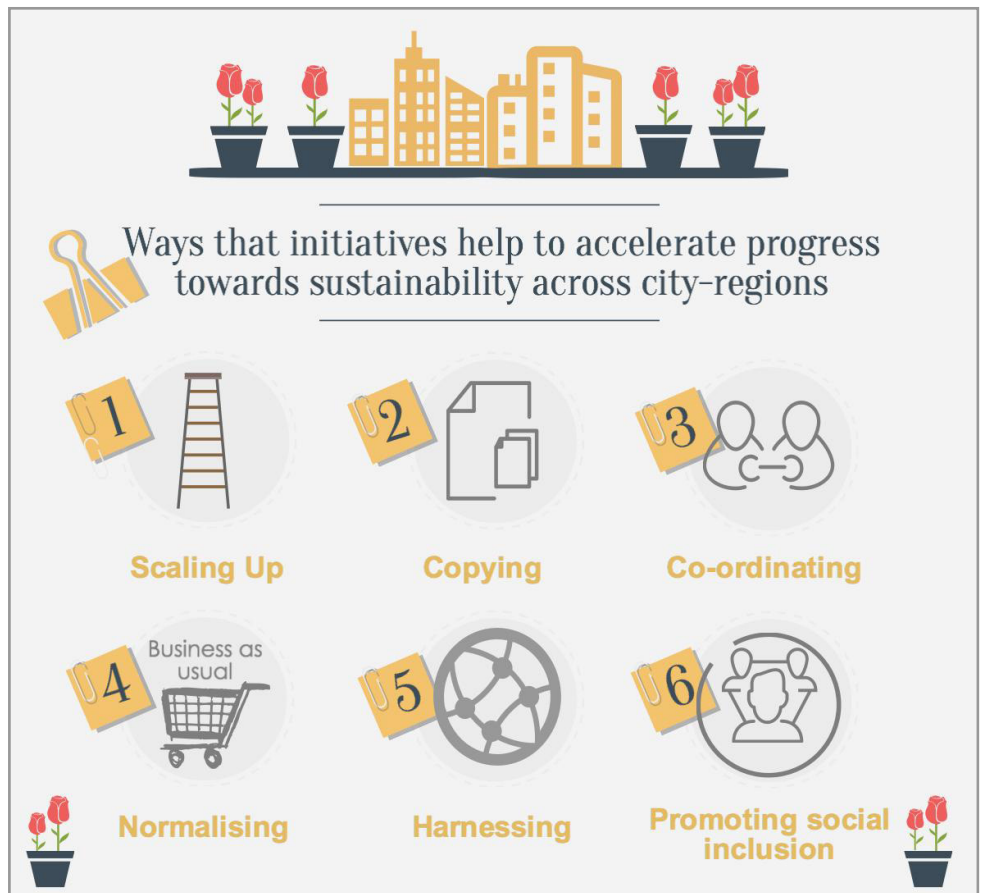 Ways that initiatives help to accelerate progress
towards sustainability across city-regions
1
Scaling Up
2
Copying
3
Co-ordinating
4
Business as
usual
Normalising
5
Harnessing
6
Promoting social
inclusion